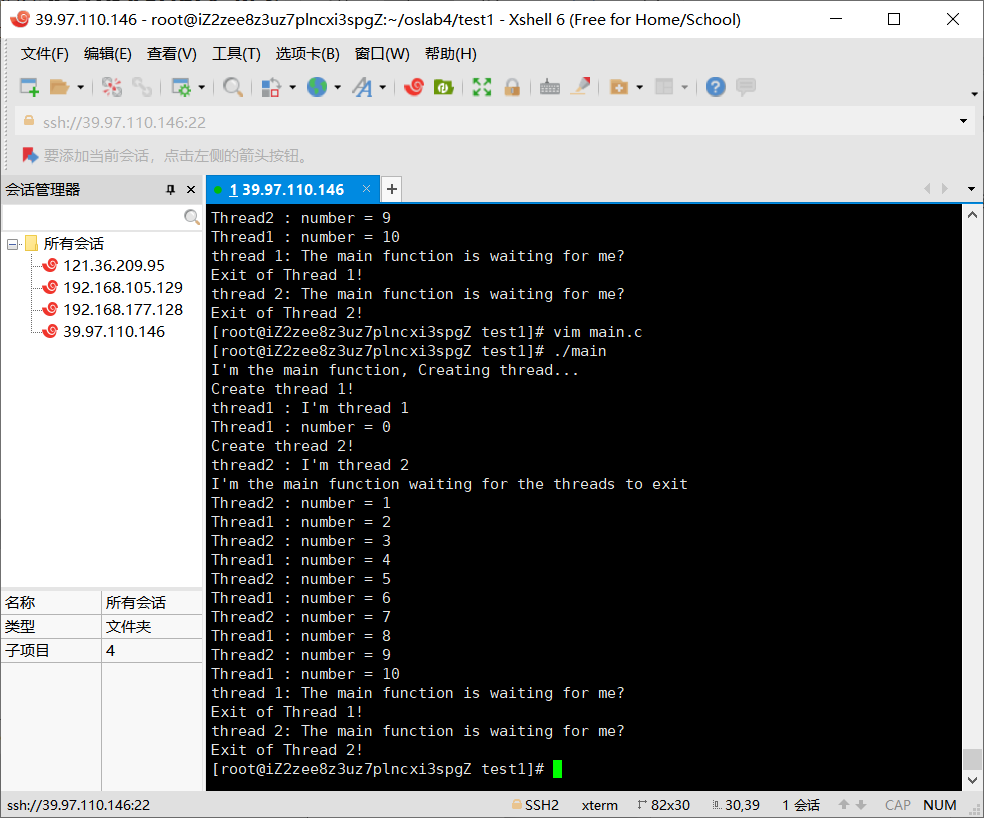 39.97.110.146 - root@iZ2zee8z3uz7plncxi3spgZ:~/oslab4/test1 - Xshell 6 (Free for Home/School)
文件(F) 编辑(E) 查看(V) 工具(T) 选项卡(B) 窗口(W) 帮助(H)
ssh://39.97.110.146:22
要添加当前会话，点击左侧的箭头按钮。
会话管理器
所有会话
121.36.209.95
192.168.105.129
192.168.177.128
39.97.110.146
名称 所有会话
类型 文件夹
子项目 4
1 39.97.110.146
Thread2 : number = 9
Thread1 : number = 10
thread 1: The main function is waiting for me?
Exit of Thread 1!
thread 2: The main function is waiting for me?
Exit of Thread 2!
[root@iZ2zee8z3uz7plncxi3spgZ test1]# vim main.c
[root@iZ2zee8z3uz7plncxi3spgZ test1]# ./main
I'm the main function, Creating thread...
Create thread 1!
thread1 : I'm thread 1
Thread1 : number = 0
Create thread 2!
thread2 : I'm thread 2
I'm the main function waiting for the threads to exit
Thread2 : number = 1
Thread1 : number = 2
Thread2 : number = 3
Thread1 : number = 4
Thread2 : number = 5
Thread1 : number = 6
Thread2 : number = 7
Thread1 : number = 8
Thread2 : number = 9
Thread1 : number = 10
thread 1: The main function is waiting for me?
Exit of Thread 1!
thread 2: The main function is waiting for me?
Exit of Thread 2!
[root@iZ2zee8z3uz7plncxi3spgZ test1]#
ssh://39.97.110.146:22 SSH2 xterm 82x30 30,39 1 会话 CAP NUM